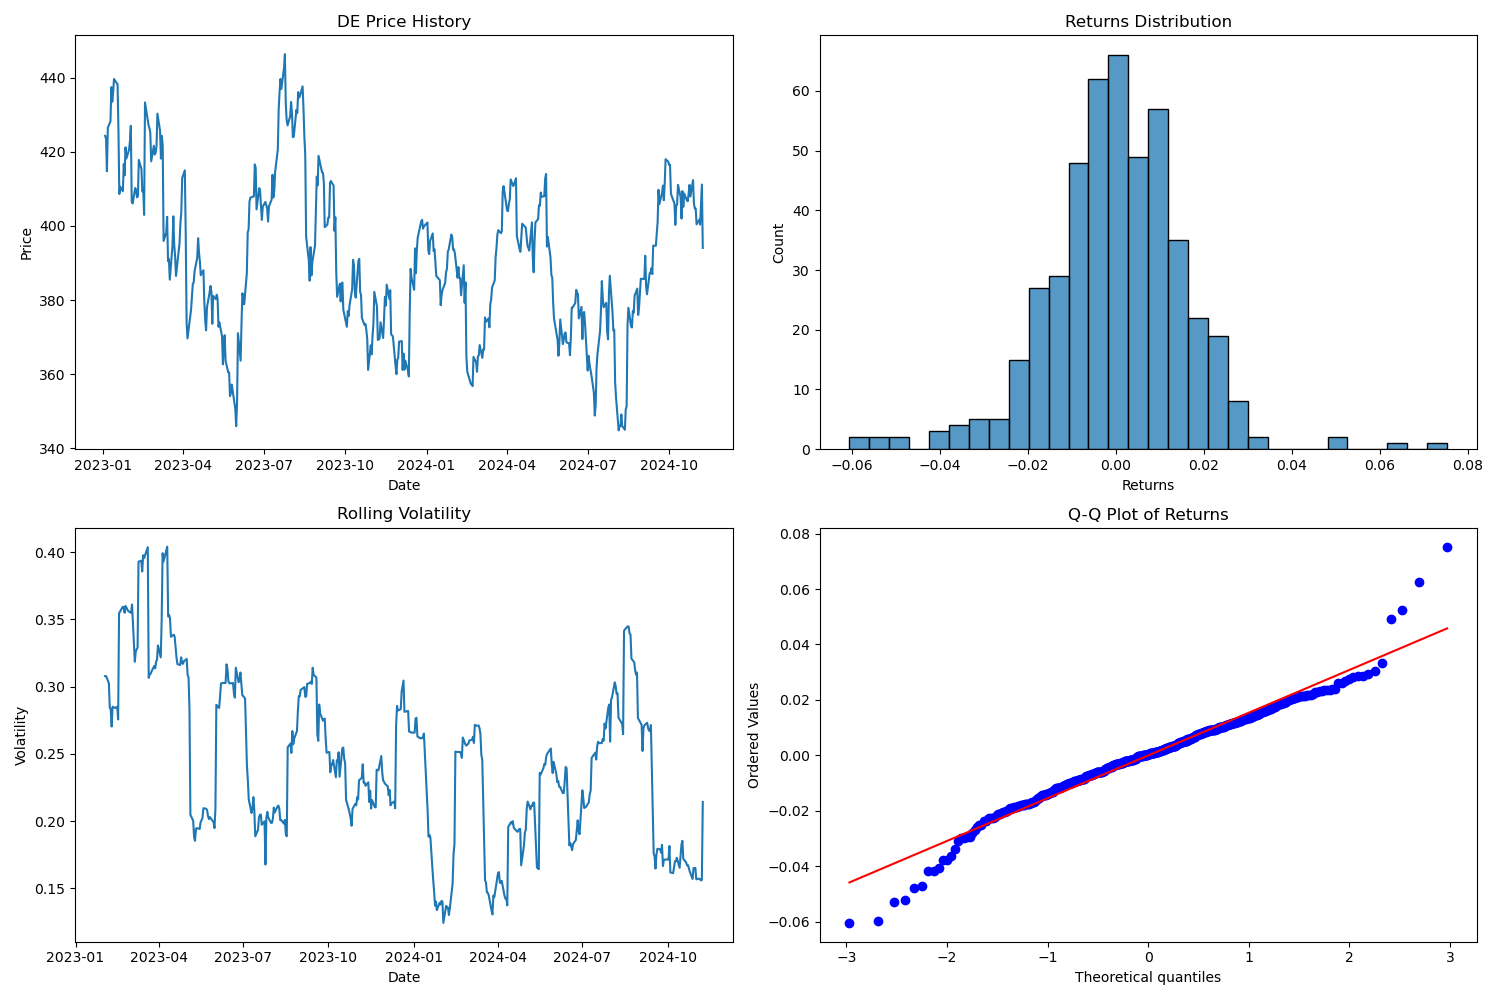 DE Price History
440
420
400
380
360
340
Price
2023-01 2023-04 2023-07 2023-10 2024-01 2024-04 2024-07 2024-10
Date
Returns Distribution
60
50
40
30
20
10
0
Count
−0.06 −0.04 −0.02 0.00 0.02 0.04 0.06 0.08
Returns
Rolling Volatility
0.40
0.35
0.30
0.25
0.20
0.15
Volatility
2023-01 2023-04 2023-07 2023-10 2024-01 2024-04 2024-07 2024-10
Date
Q-Q Plot of Returns
0.08
0.06
0.04
0.02
0.00
−0.02
−0.04
−0.06
Ordered Values
−3 −2 −1 0 1 2 3
Theoretical quantiles